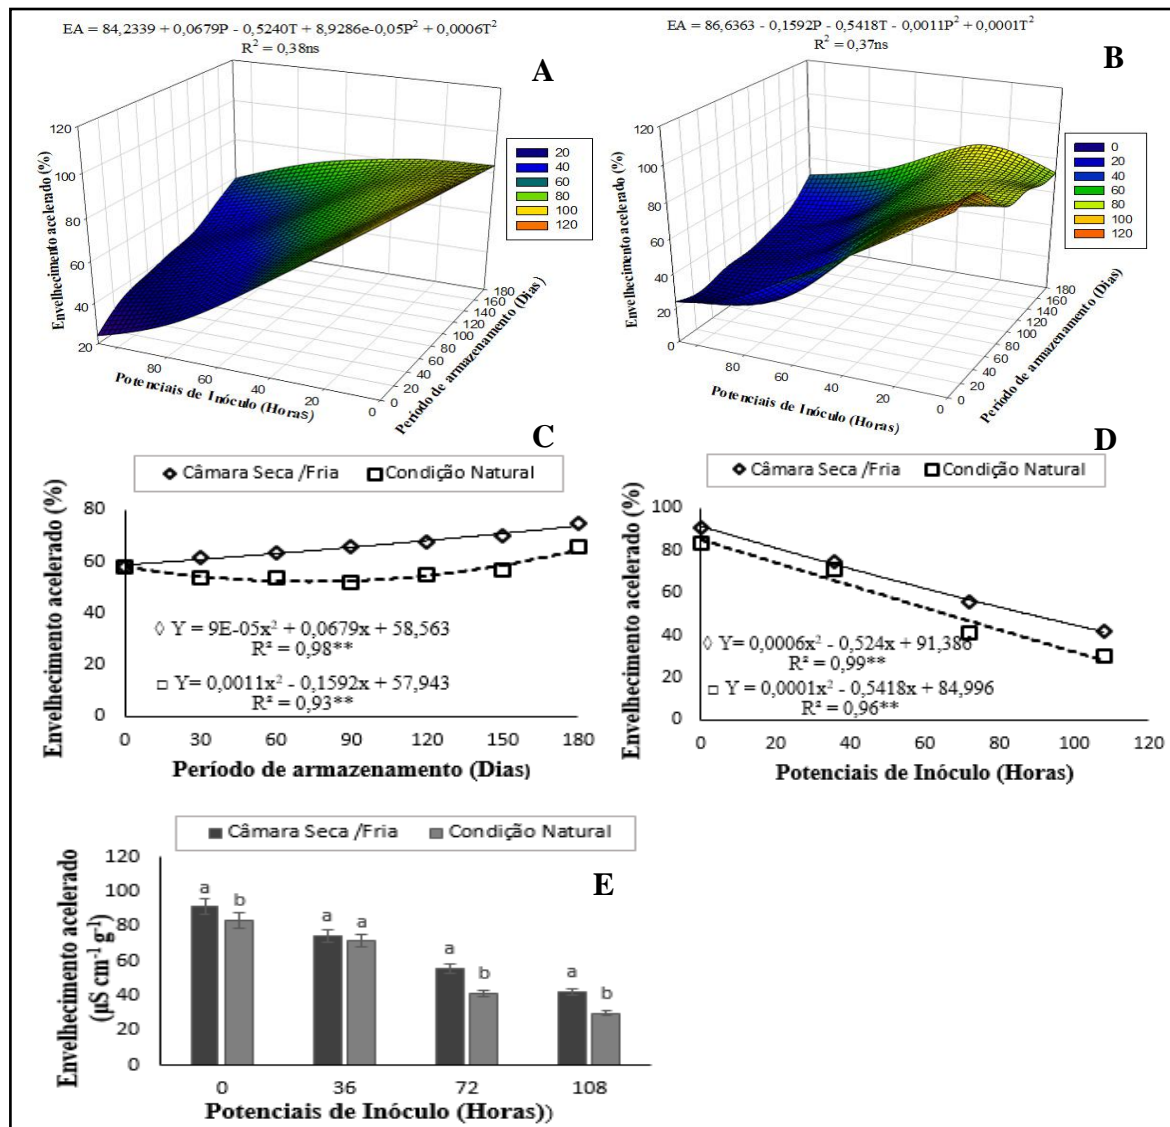 EA = 84,2339 + 0,0679P - 0,5240T + 8,9286e-0,05P² + 0,0006T²
R² = 0,38ns
A
Envelhecimento acelerado (%)
120
100
80
60
40
20
80
60
40
20
0
Potenciais de Inóculo (Horas)
0
20
40
60
80
100
120
140
160
180
Período de armazenamento (Dias)
20
40
60
80
100
120
EA = 86,6363 - 0,1592P - 0,5418T - 0,0011P² + 0,0001T²
R² = 0,37ns
B
Envelhecimento acelerado (%)
120
100
80
60
40
20
0
80
60
40
20
0
Potenciais de Inóculo (Horas)
0
20
40
60
80
100
120
140
160
180
Período de armazenamento (Dias)
0
20
40
60
80
100
120
C
Câmara Seca /Fria
Condição Natural
Envelhecimento acelerado (%)
80
60
40
20
0
◊ Y = 9E-05x² + 0,0679x + 58,563
R² = 0,98**
□ Y= 0,0011x² - 0,1592x + 57,943
R² = 0,93**
0 30 60 90 120 150 180
Período de armazenamento (Dias)
D
Câmara Seca /Fria
Condição Natural
Envelhecimento acelerado (%)
100
80
60
40
20
0
◊ Y= 0,0006x² - 0,524x + 91,386
R² = 0,99**
□ Y = 0,0001x² - 0,5418x + 84,996
R² = 0,96**
0 20 40 60 80 100 120
Potenciais de Inóculo (Horas)
Câmara Seca /Fria
Condição Natural
E
Envelhecimento acelerado
(µS cm⁻¹ g⁻¹)
120
100
80
60
40
20
0
a b a a a b a b
0 36 72 108
Potenciais de Inóculo (Horas))